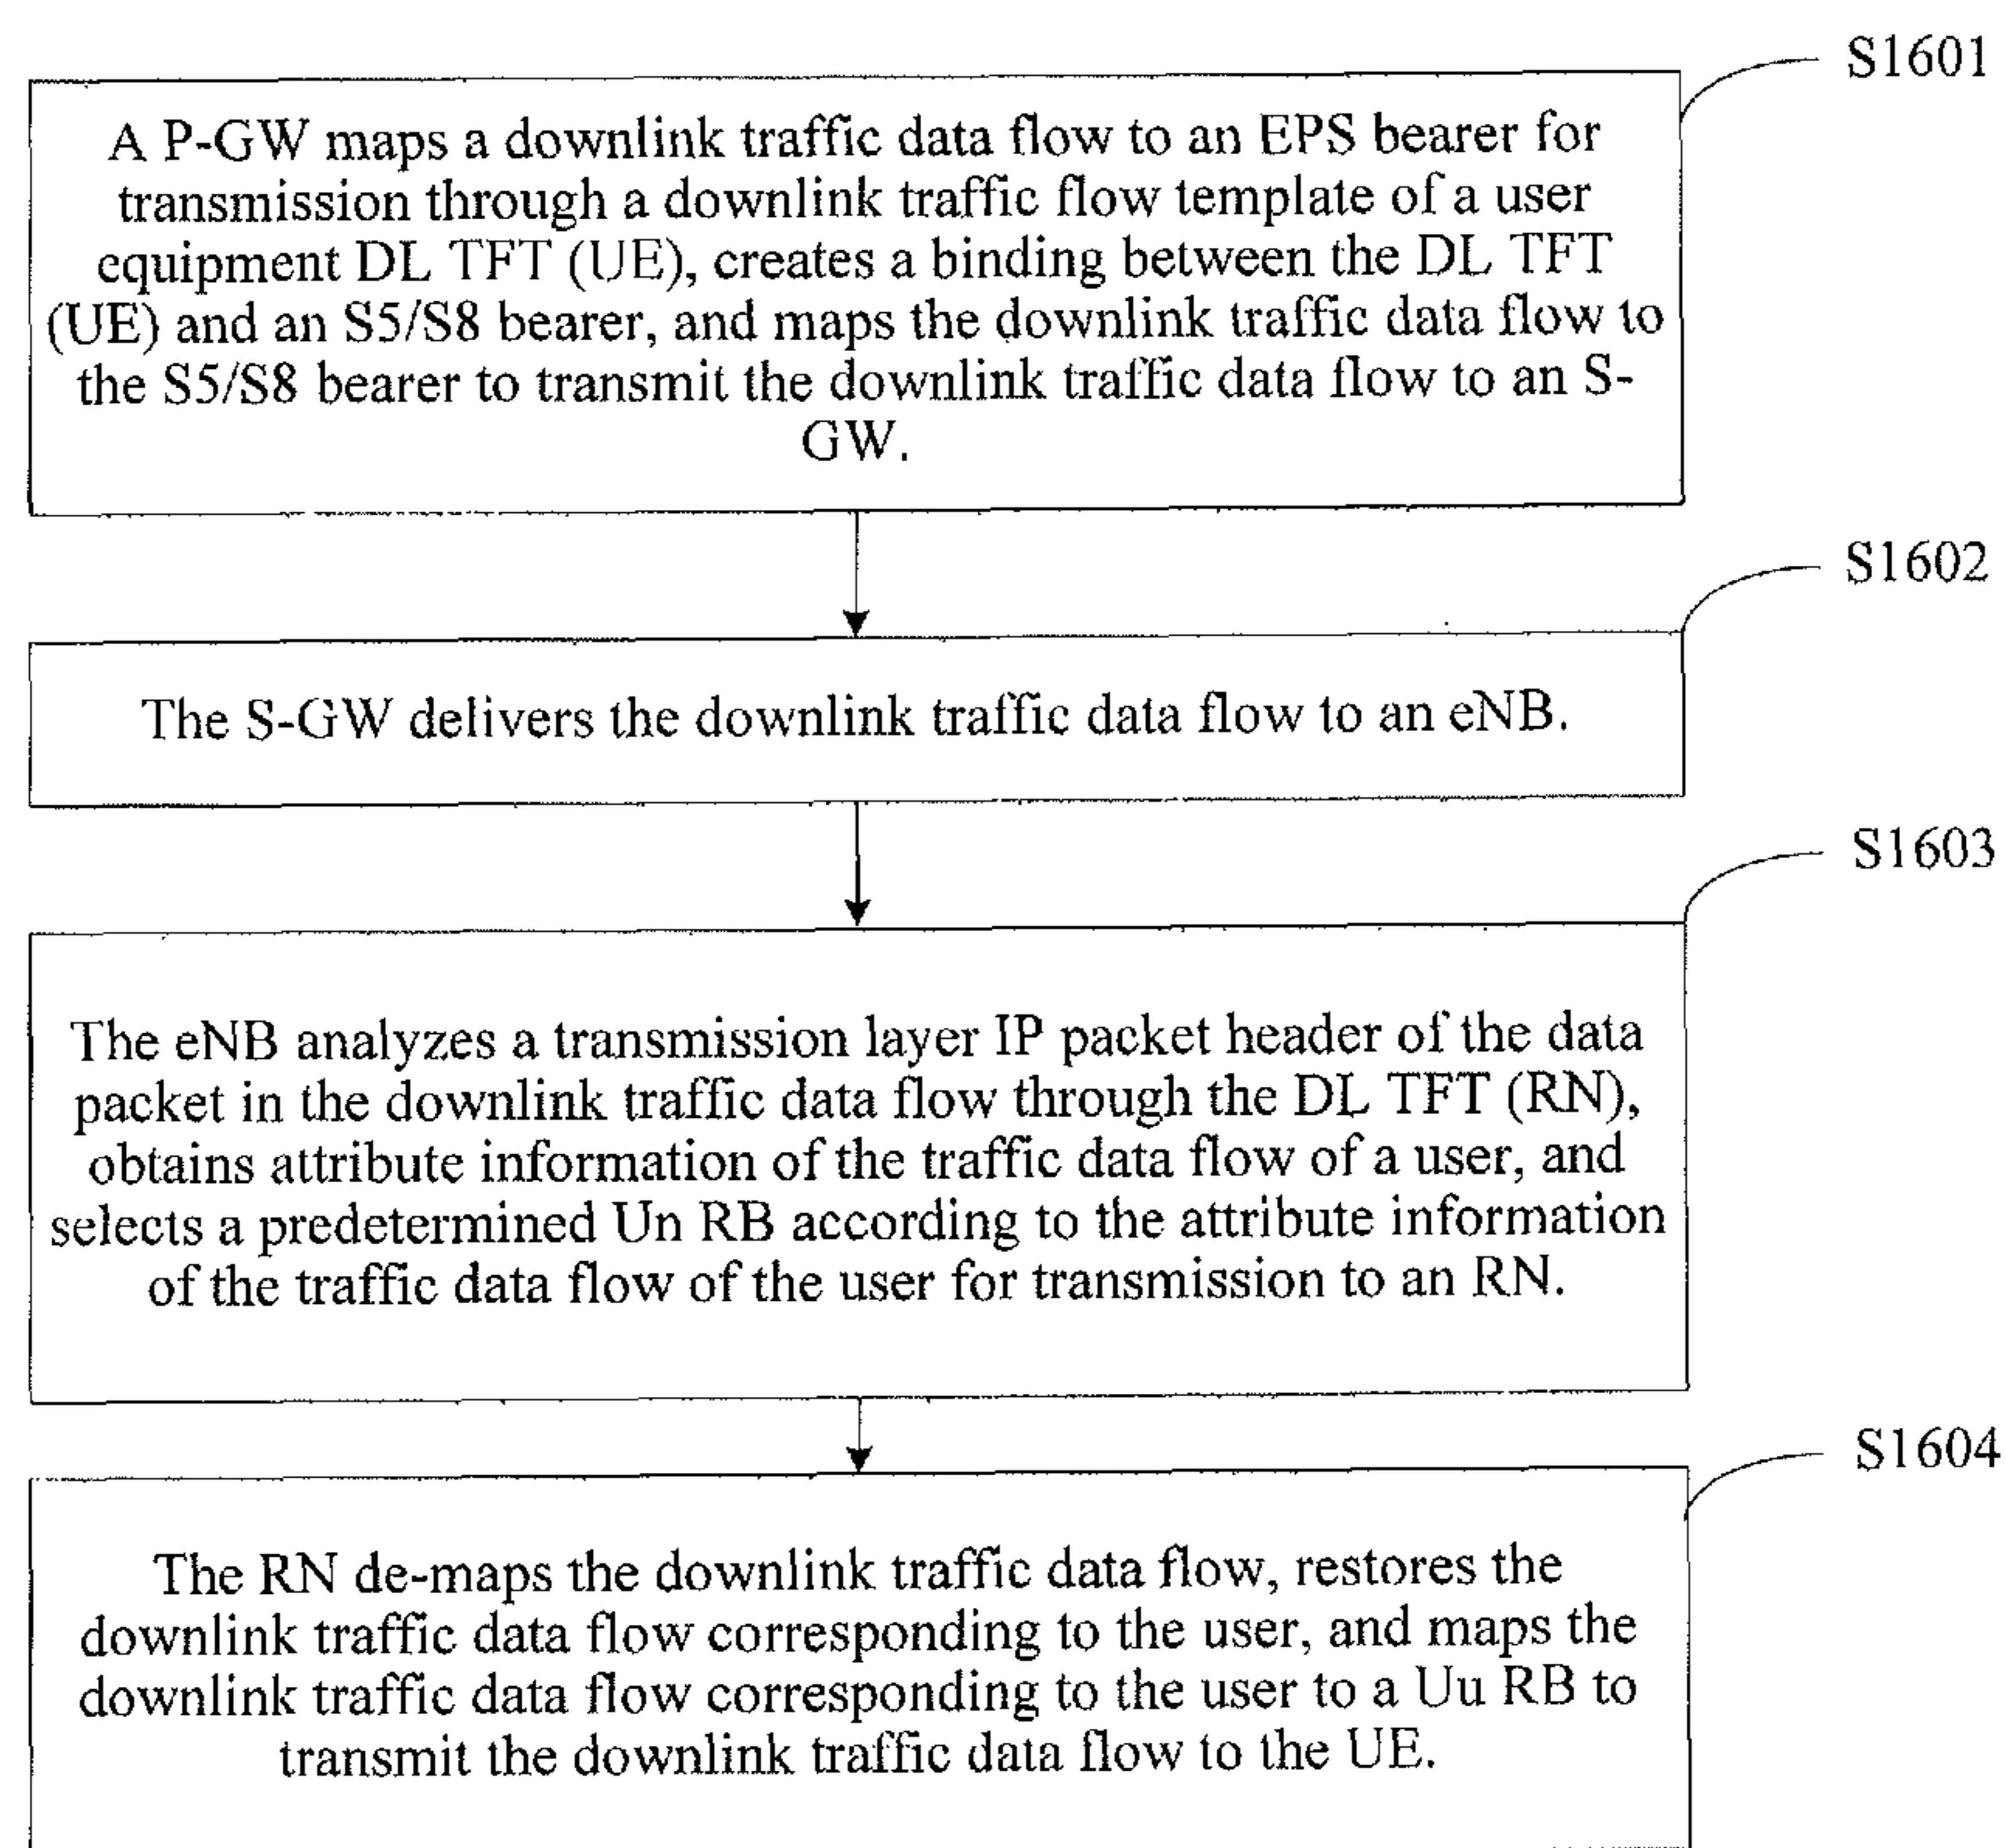 S1601
A P-GW maps a downlink traffic data flow to an EPS bearer for
transmission through a downlink traffic flow template of a user
equipment DL TFT (UE), creates a binding between the DL TFT
(UE) and an S5/S8 bearer, and maps the downlink traffic data flow to
the S5/S8 bearer to transmit the downlink traffic data flow to an S-
GW.
S1602
The S-GW delivers the downlink traffic data flow to an eNB.
S1603
The eNB analyzes a transmission layer IP packet header of the data
packet in the downlink traffic data flow through the DL TFT (RN),
obtains attribute information of the traffic data flow of a user, and
selects a predetermined Un RB according to the attribute information
of the traffic data flow of the user for transmission to an RN.
S1604
The RN de-maps the downlink traffic data flow, restores the
downlink traffic data flow corresponding to the user, and maps the
downlink traffic data flow corresponding to the user to a Uu RB to
transmit the downlink traffic data flow to the UE.